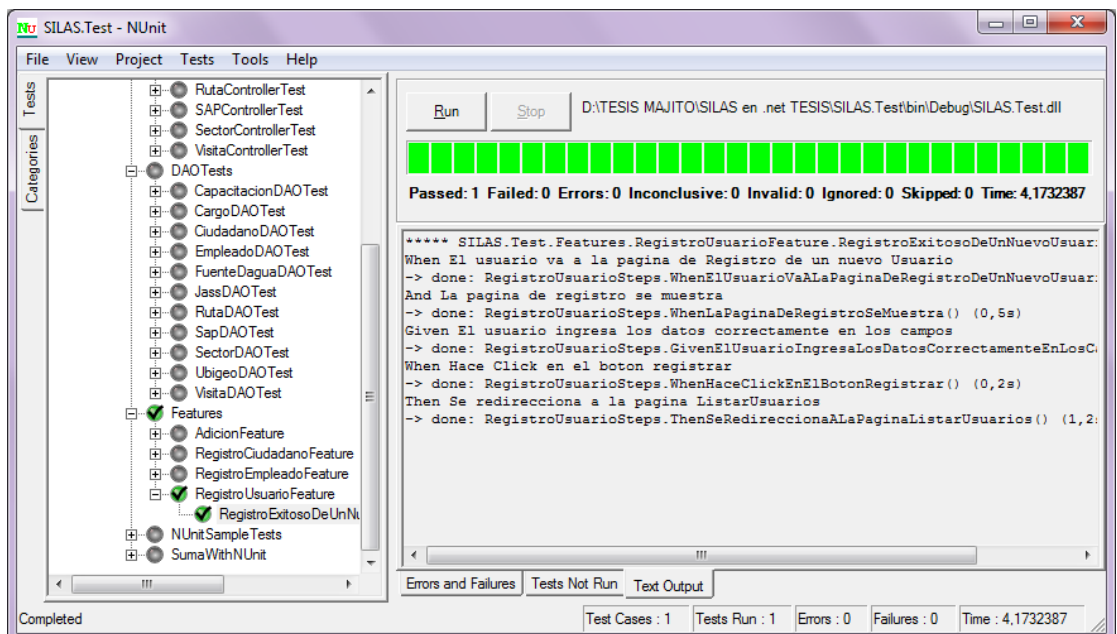 SILAS.Test - NUnit
File View Project Tests Tools Help
Tests
Categories
RutaControllerTest
SAPControllerTest
SectorControllerTest
VisitaControllerTest
DAOTests
CapacitacionDAOTest
CargoDAOTest
CiudadanoDAOTest
EmpleadoDAOTest
FuenteDaguaDAOTest
JassDAOTest
RutaDAOTest
SapDAOTest
SectorDAOTest
UbigeoDAOTest
VisitaDAOTest
Features
AdicionFeature
RegistroCiudadanoFeature
RegistroEmpleadoFeature
RegistroUsuarioFeature
RegistroExitosoDeUnNu
NUnitSampleTests
SumaWithNUnit
Run Stop D:\TESIS MAJITO\SILAS en .net TESIS\SILAS.Test\bin\Debug\SILAS.Test.dll
Passed: 1 Failed: 0 Errors: 0 Inconclusive: 0 Invalid: 0 Ignored: 0 Skipped: 0 Time: 4,1732387
***** SILAS.Test.Features.RegistroUsuarioFeature.RegistroExitosoDeUnNuevoUsuar
When El usuario va a la pagina de Registro de un nuevo Usuario
-> done: RegistroUsuarioSteps.WhenElUsuarioVaALaPaginaDeRegistroDeUnNuevoUsuar
And La pagina de registro se muestra
-> done: RegistroUsuarioSteps.WhenLaPaginaDeRegistroSeMuestra() (0,5s)
Given El usuario ingresa los datos correctamente en los campos
-> done: RegistroUsuarioSteps.GivenElUsuarioIngresaLosDatosCorrectamenteEnLosCa
When Hace Click en el boton registrar
-> done: RegistroUsuarioSteps.WhenHaceClickEnElBotonRegistrar() (0,2s)
Then Se redirecciona a la pagina ListarUsuarios
-> done: RegistroUsuarioSteps.ThenSeRedireccionaALaPaginaListarUsuarios() (1,2
Errors and Failures Tests Not Run Text Output
Completed Test Cases : 1 Tests Run : 1 Errors : 0 Failures : 0 Time : 4,1732387